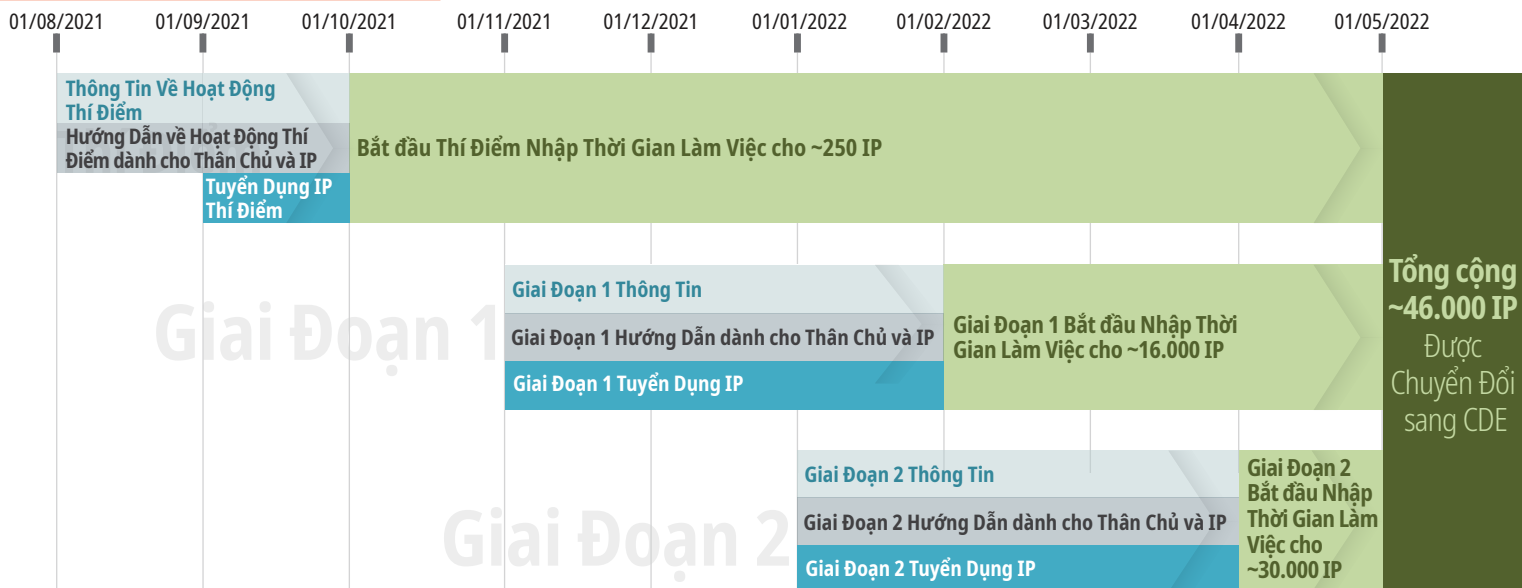 01/08/2021 01/09/2021 01/10/2021 01/11/2021 01/12/2021 01/01/2022 01/02/2022 01/03/2022 01/04/2022 01/05/2022
Thông Tin Về Hoạt Động
Thí Điểm
Hướng Dẫn về Hoạt Động Thí
Điểm dành cho Thân Chủ và IP
Tuyển Dụng IP
Thí Điểm
Bắt đầu Thí Điểm Nhập Thời Gian Làm Việc cho ~250 IP
Giai Đoạn 1
Giai Đoạn 1 Thông Tin
Giai Đoạn 1 Hướng Dẫn dành cho Thân Chủ và IP
Giai Đoạn 1 Tuyển Dụng IP
Giai Đoạn 1 Bắt đầu Nhập Thời
Gian Làm Việc cho ~16.000 IP
Giai Đoạn 2
Giai Đoạn 2 Thông Tin
Giai Đoạn 2 Hướng Dẫn dành cho Thân Chủ và IP
Giai Đoạn 2 Tuyển Dụng IP
Giai Đoạn 2
Bắt đầu Nhập
Thời Gian Làm
Việc cho
~30.000 IP
Tổng cộng
~46.000 IP
Được
Chuyển Đổi
sang CDE